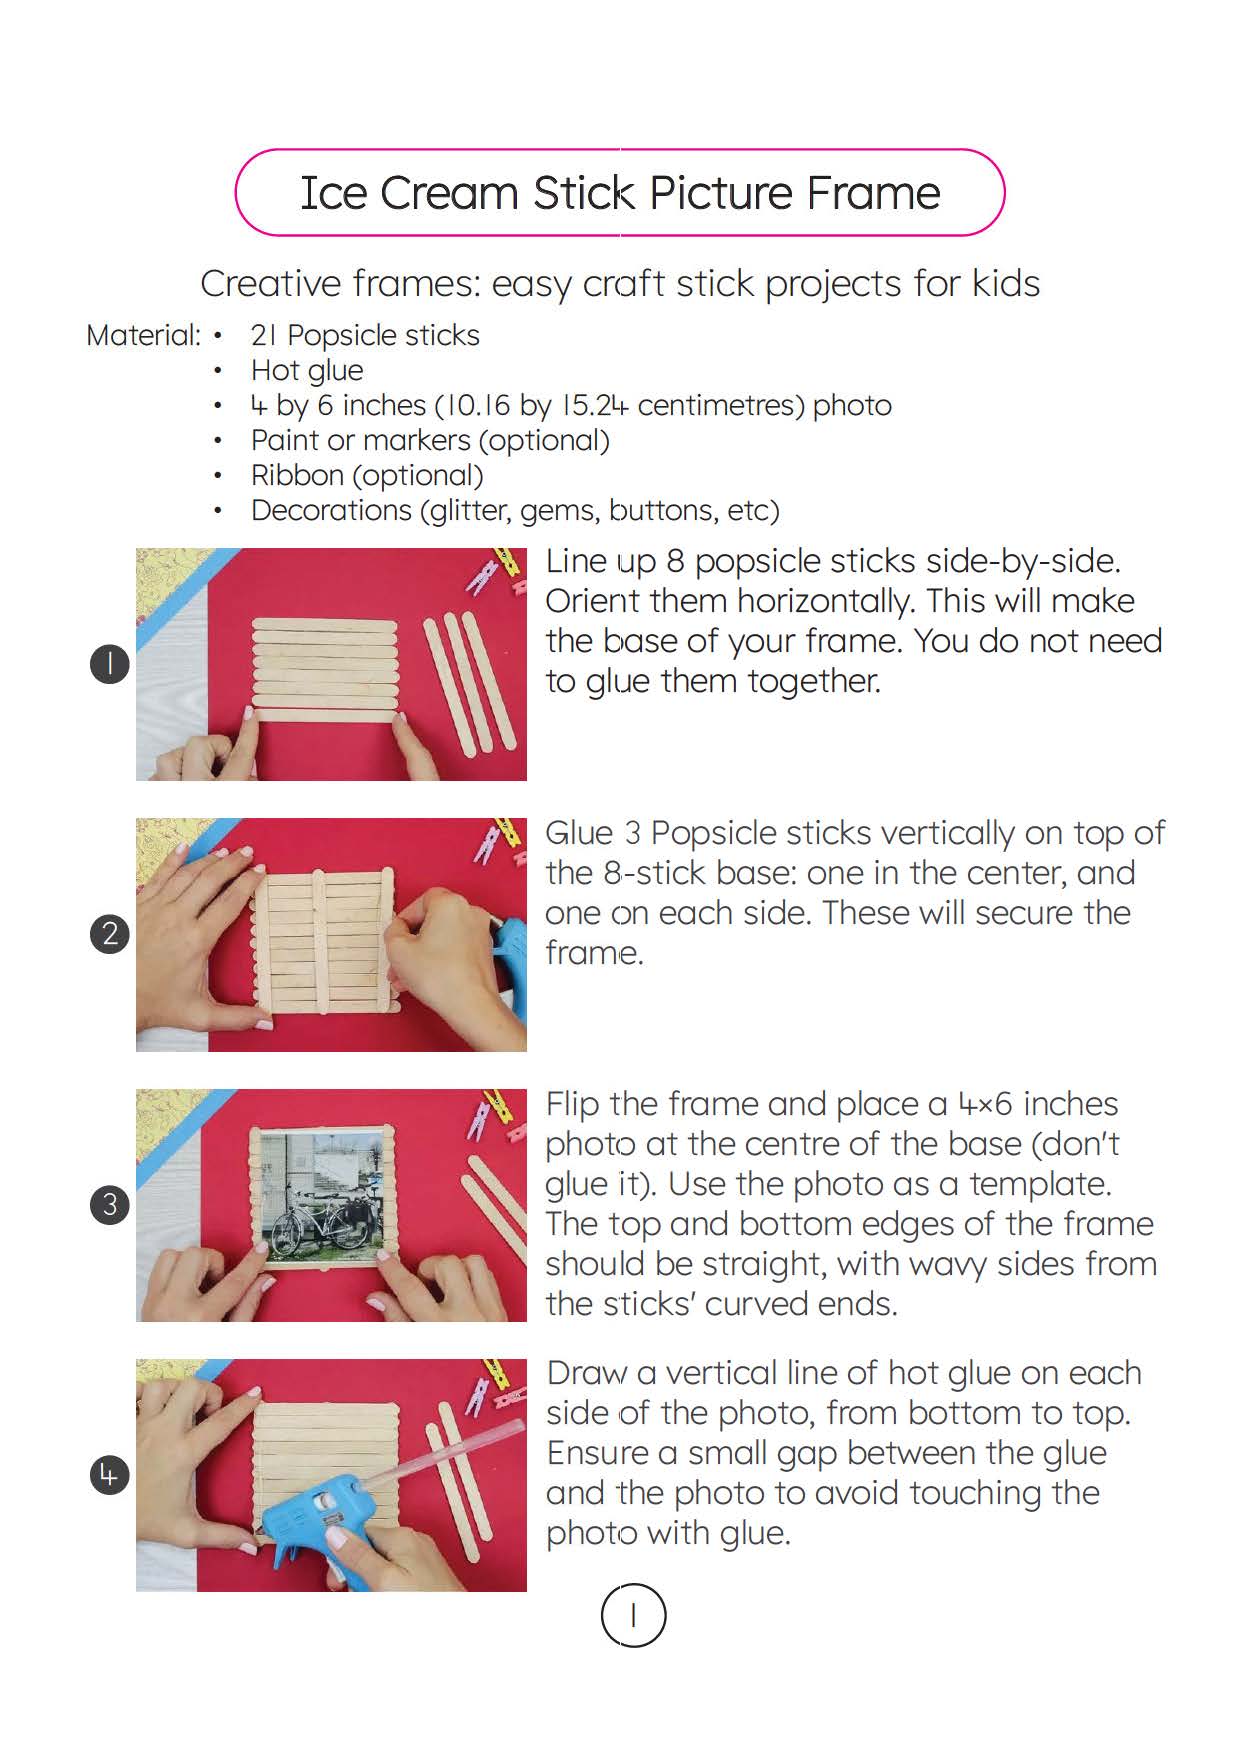 Ice Cream Stick Picture Frame
Creative frames: easy craft stick projects for kids
Material: • 21 Popsicle sticks
• Hot glue
• 4 by 6 inches (10.16 by 15.24 centimetres) photo
• Paint or markers (optional)
• Ribbon (optional)
• Decorations (glitter, gems, buttons, etc)
1
Line up 8 popsicle sticks side-by-side.
Orient them horizontally. This will make
the base of your frame. You do not need
to glue them together.
2
Glue 3 Popsicle sticks vertically on top of
the 8-stick base: one in the center, and
one on each side. These will secure the
frame.
3
Flip the frame and place a 4×6 inches
photo at the centre of the base (don't
glue it). Use the photo as a template.
The top and bottom edges of the frame
should be straight, with wavy sides from
the sticks' curved ends.
4
Draw a vertical line of hot glue on each
side of the photo, from bottom to top.
Ensure a small gap between the glue
and the photo to avoid touching the
photo with glue.
1